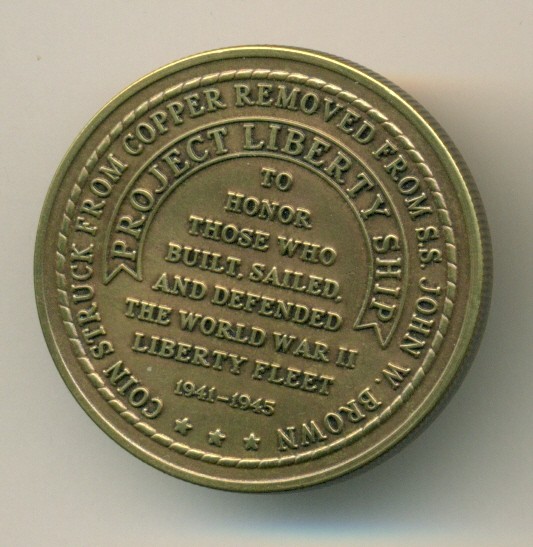 COIN STRUCK FROM COPPER REMOVED FROM S.S. JOHN W. BROWN
PROJECT LIBERTY SHIP
TO
HONOR
THOSE WHO
BUILT, SAILED,
AND DEFENDED
THE WORLD WAR II
LIBERTY FLEET
1941-1945